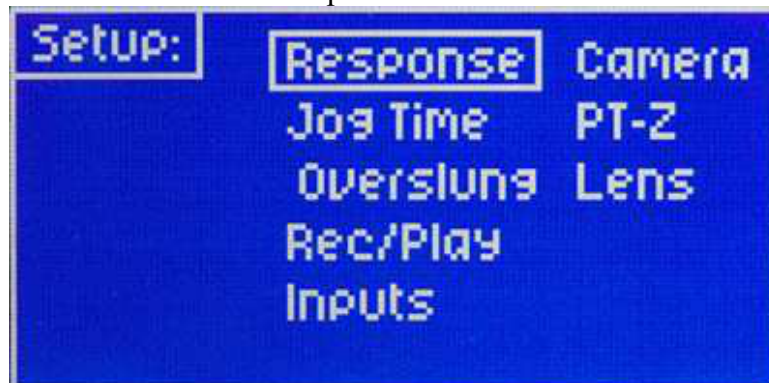 Setup:
Response Camera
Jog Time PT-Z
Overslung Lens
Rec/Play
Inputs